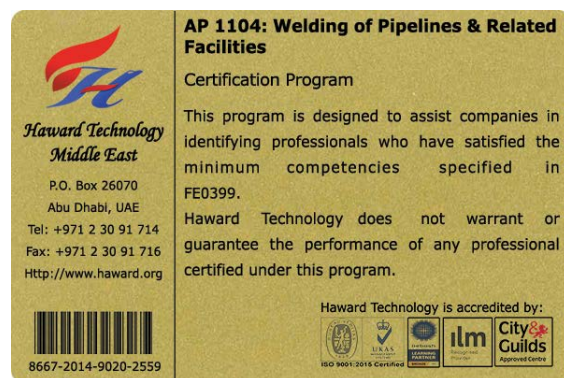 Haward Technology
Middle East
P.O. Box 26070
Abu Dhabi, UAE
Tel: +971 2 30 91 714
Fax: +971 2 30 91 716
Http://www.haward.org
8667-2014-9020-2559
AP 1104: Welding of Pipelines & Related
Facilities
Certification Program
This program is designed to assist companies in
identifying professionals who have satisfied the
minimum competencies specified in
FE0399.
Haward Technology does not warrant or
guarantee the performance of any professional
certified under this program.
Haward Technology is accredited by:
UKAS
LEARNING
PARTNER
ilm
Recognised
Provider
City&
Guilds
Approved Centre
ISO 9001:2015 Certified